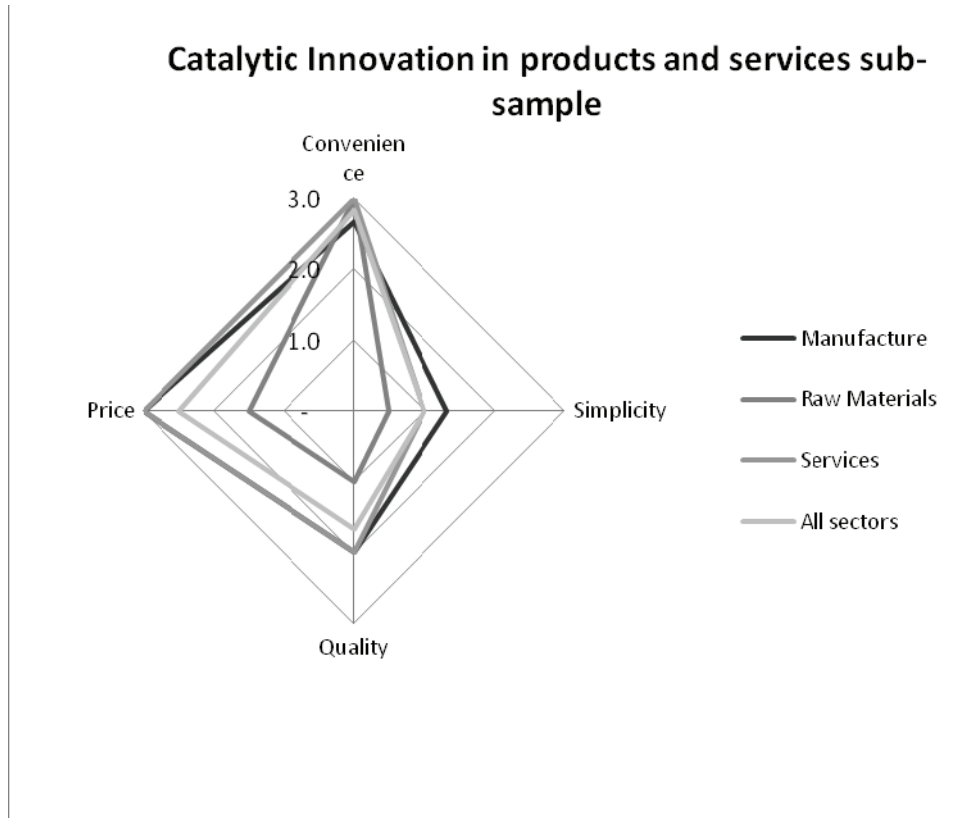 Catalytic Innovation in products and services sub-
sample
Convenien
ce
3.0
2.0
1.0
Price
-
Simplicity
Quality
Manufacture
Raw Materials
Services
All sectors